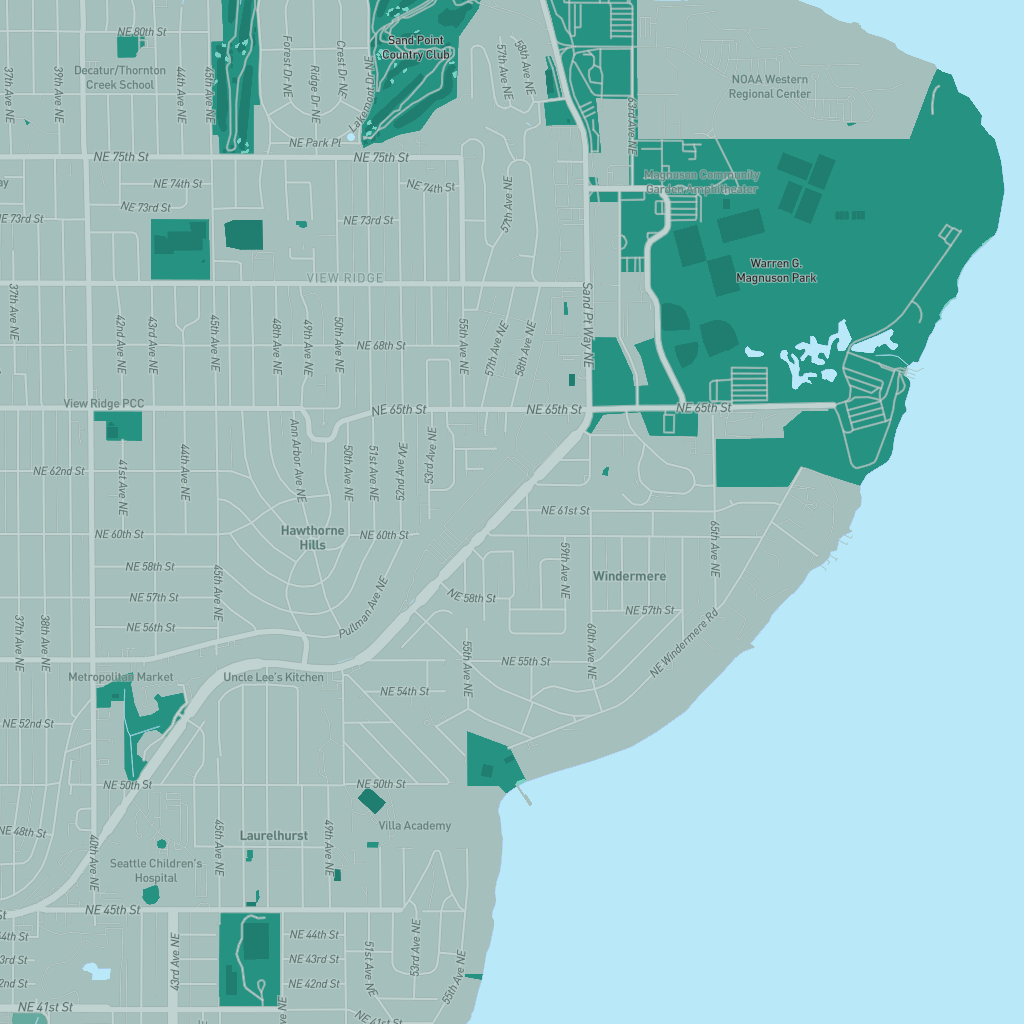 NE 80th St
Sand Point
Country Club
Decatur/Thornton
Creek School
37th Ave NE
39th Ave NE
44th Ave NE
45th Ave NE
Forest Dr NE
Ridge Dr NE
Crest Dr NE
Lakemont Dr NE
57th Ave NE
58th Ave NE
63rd Ave NE
NOAA Western
Regional Center
NE Park Pl
NE 75th St
NE 75th St
NE 74th St
NE 74th St
Magnuson Community
Garden Amphitheater
NE 73rd St
NE 73rd St
NE 73rd St
57th Ave NE
Warren G.
Magnuson Park
VIEW RIDGE
Sand Pt Way NE
37th Ave NE
42nd Ave NE
43rd Ave NE
45th Ave NE
48th Ave NE
49th Ave NE
50th Ave NE
55th Ave NE
57th Ave NE
58th Ave NE
NE 68th St
View Ridge PCC
NE 65th St
NE 65th St
NE 65th St
41st Ave NE
44th Ave NE
Ann Arbor Ave NE
50th Ave NE
51st Ave NE
52nd Ave NE
53rd Ave NE
NE 62nd St
NE 61st St
Hawthorne
Hills
NE 60th St
NE 60th St
65th Ave NE
59th Ave NE
NE 58th St
Windermere
45th Ave NE
Pullman Ave NE
NE 58th St
NE 57th St
NE 57th St
37th Ave NE
38th Ave NE
NE 56th St
60th Ave NE
NE Windermere Rd
55th Ave NE
NE 55th St
Metropolitan Market
Uncle Lee's Kitchen
NE 54th St
NE 52nd St
NE 50th St
NE 50th St
Villa Academy
NE 48th St
Laurelhurst
40th Ave NE
45th Ave NE
49th Ave NE
Seattle Children's
Hospital
St
NE 45th St
43rd Ave NE
NE 44th St
NE 43rd St
NE 42nd St
51st Ave NE
53rd Ave NE
55th Ave NE
NE 41st St
NE 41st St